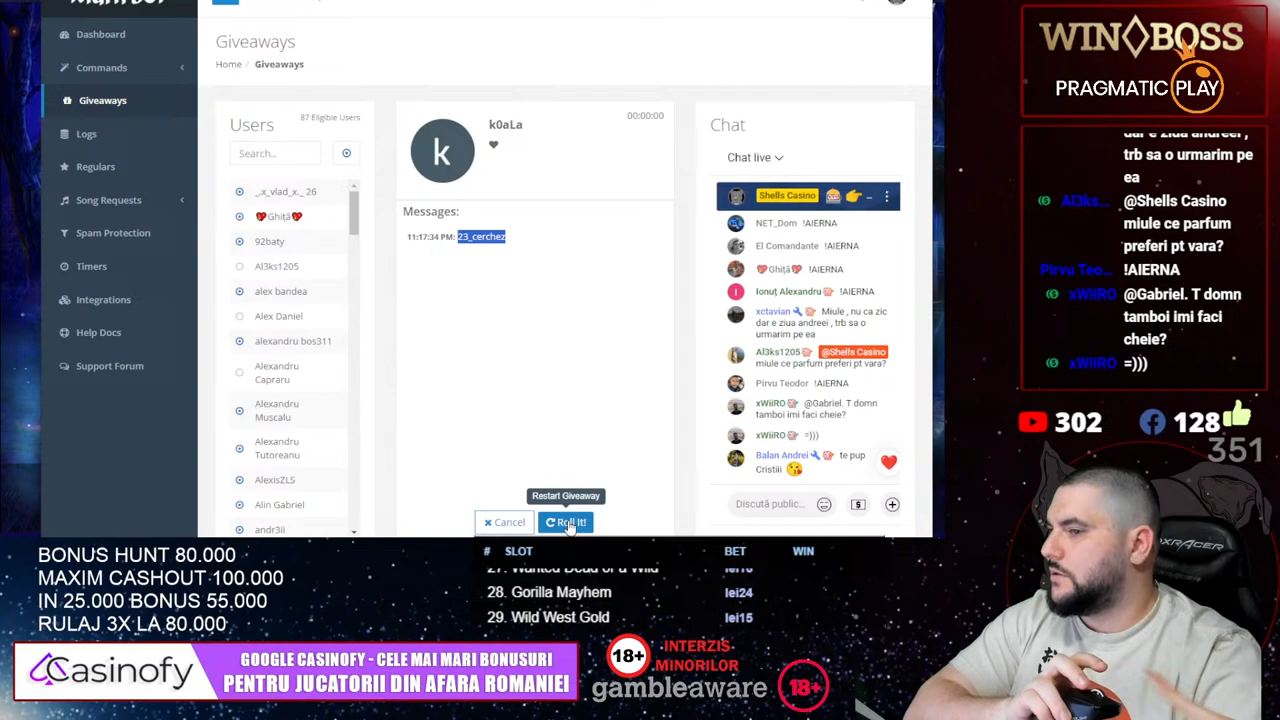 Dashboard
Commands
Giveaways
Logs
Regulars
Song Requests
Spam Protection
Timers
Integrations
Help Docs
Support Forum
Giveaways
Home / Giveaways
Users
87 Eligible Users
Search..
_.x_vlad_x._ 26
Ghiță
92baty
Al3ks1205
alex bandea
Alex Daniel
alexandru bos311
Alexandru
Capraru
Alexandru
Muscalu
Alexandru
Tutoreanu
AlexisZLS
Alin Gabriel
andr3ii
k0aLa
00:00:00
Messages:
11:17:34 PM: 23_cerchez
Restart Giveaway
Cancel
Roll It!
Chat
Chat live
Shells Casino
NET_Dom !AIERNA
El Comandante !AIERNA
Ghiță !AIERNA
I
Ionuț Alexandru !AIERNA
xctavian Miule , nu ca zic
dar e ziua andreei , trb sa o
urmarim pe ea
Al3ks1205 @Shells Casino
miule ce parfum preferi pt vara?
Pirvu Teodor !AIERNA
xWiiRO @Gabriel. T domn
tamboi imi faci cheie?
xWiiRO =)))
Balan Andrei te pup
Cristiii
Discută public...
WIN BOSS
PRAGMATIC PLAY
dar e ziua andreei ,
trb sa o urmarim pe
ea
Al3ks... @Shells Casino
miule ce parfum
preferi pt vara?
Pirvu Teo... !AIERNA
xWiiRO @Gabriel. T domn
tamboi imi faci
cheie?
xWiiRO =)))
302 128
351
BONUS HUNT 80.000
MAXIM CASHOUT 100.000
IN 25.000 BONUS 55.000
RULAJ 3X LA 80.000
# SLOT BET WIN
27. Wanted Dead or a Wild
28. Gorilla Mayhem lei24
29. Wild West Gold lei15
Casinofy
GOOGLE CASINOFY - CELE MAI MARI BONUSURI
PENTRU JUCATORII DIN AFARA ROMANIEI
18+
INTERZIS
MINORILOR
gambleaware
18+
DXRACER